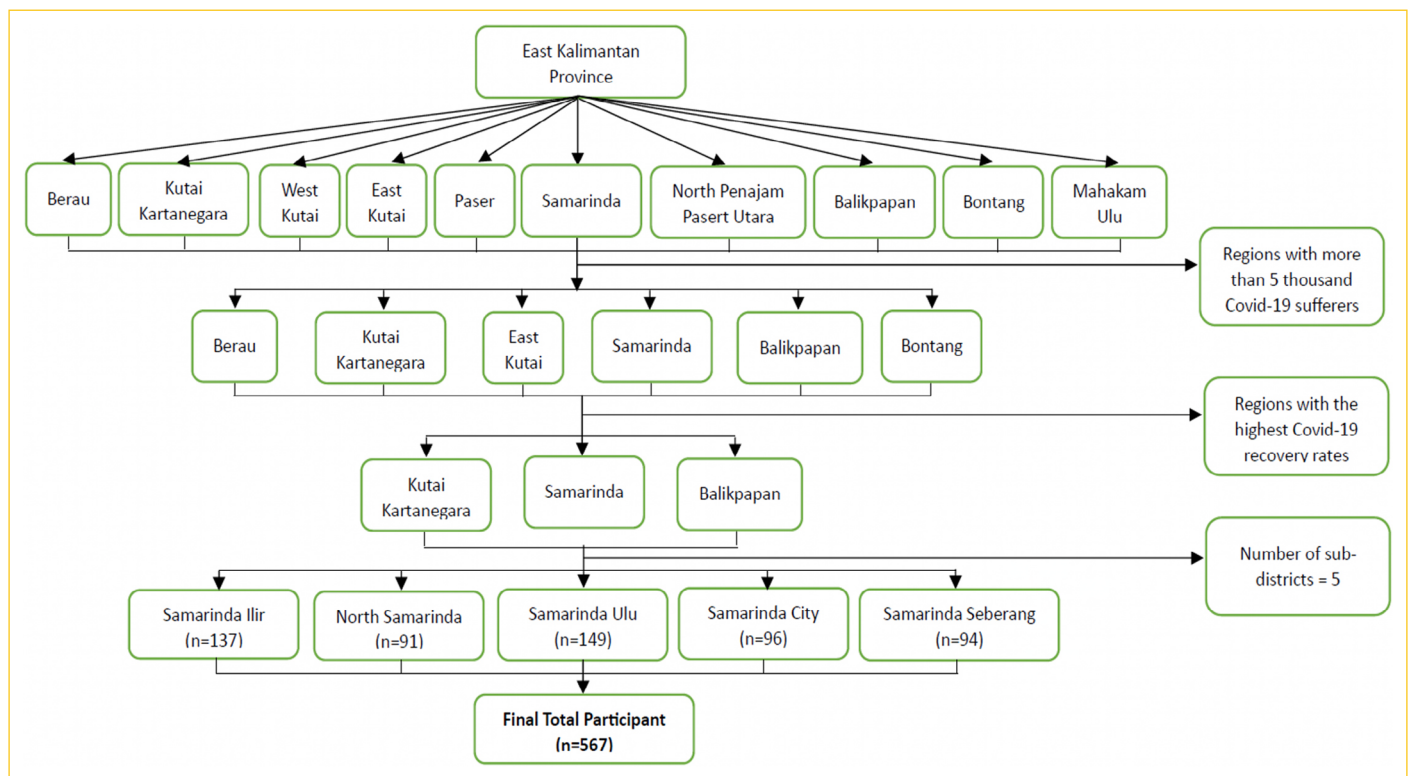 East Kalimantan
Province
Berau
Kutai
Kartanegara
West
Kutai
East
Kutai
Paser
Samarinda
North Penajam
Pasert Utara
Balikpapan
Bontang
Mahakam
Ulu
Regions with more
than 5 thousand
Covid-19 sufferers
Berau
Kutai
Kartanegara
East
Kutai
Samarinda
Balikpapan
Bontang
Regions with the
highest Covid-19
recovery rates
Kutai
Kartanegara
Samarinda
Balikpapan
Number of sub-
districts = 5
Samarinda Ilir
(n=137)
North Samarinda
(n=91)
Samarinda Ulu
(n=149)
Samarinda City
(n=96)
Samarinda Seberang
(n=94)
Final Total Participant
(n=567)